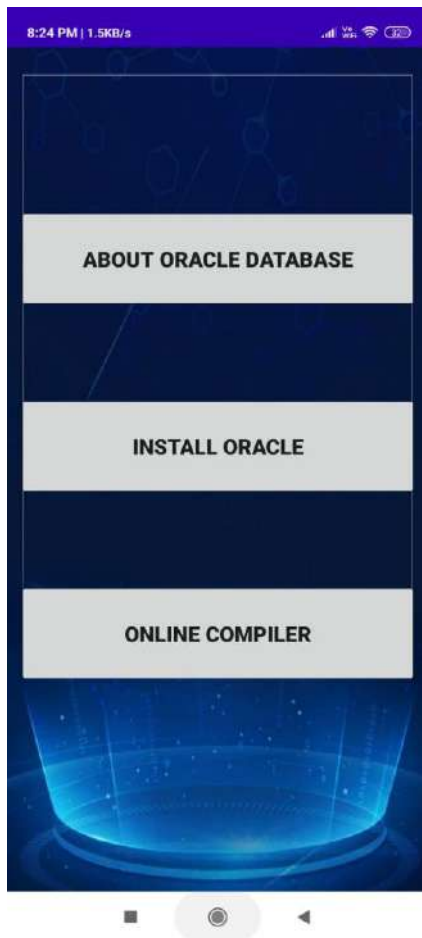 8:24 PM | 1.5KB/s
ABOUT ORACLE DATABASE
INSTALL ORACLE
ONLINE COMPILER